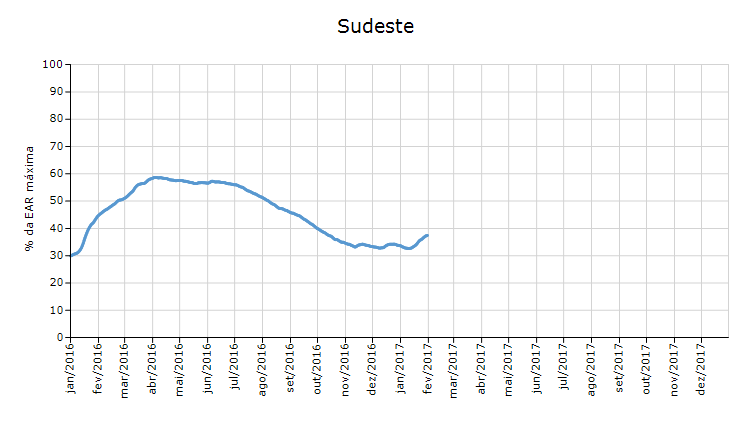 Sudeste
% da EAR máxima
100
90
80
70
60
50
40
30
20
10
0
jan/2016
fev/2016
mar/2016
abr/2016
mai/2016
jun/2016
jul/2016
ago/2016
set/2016
out/2016
nov/2016
dez/2016
jan/2017
fev/2017
mar/2017
abr/2017
mai/2017
jun/2017
jul/2017
ago/2017
set/2017
out/2017
nov/2017
dez/2017